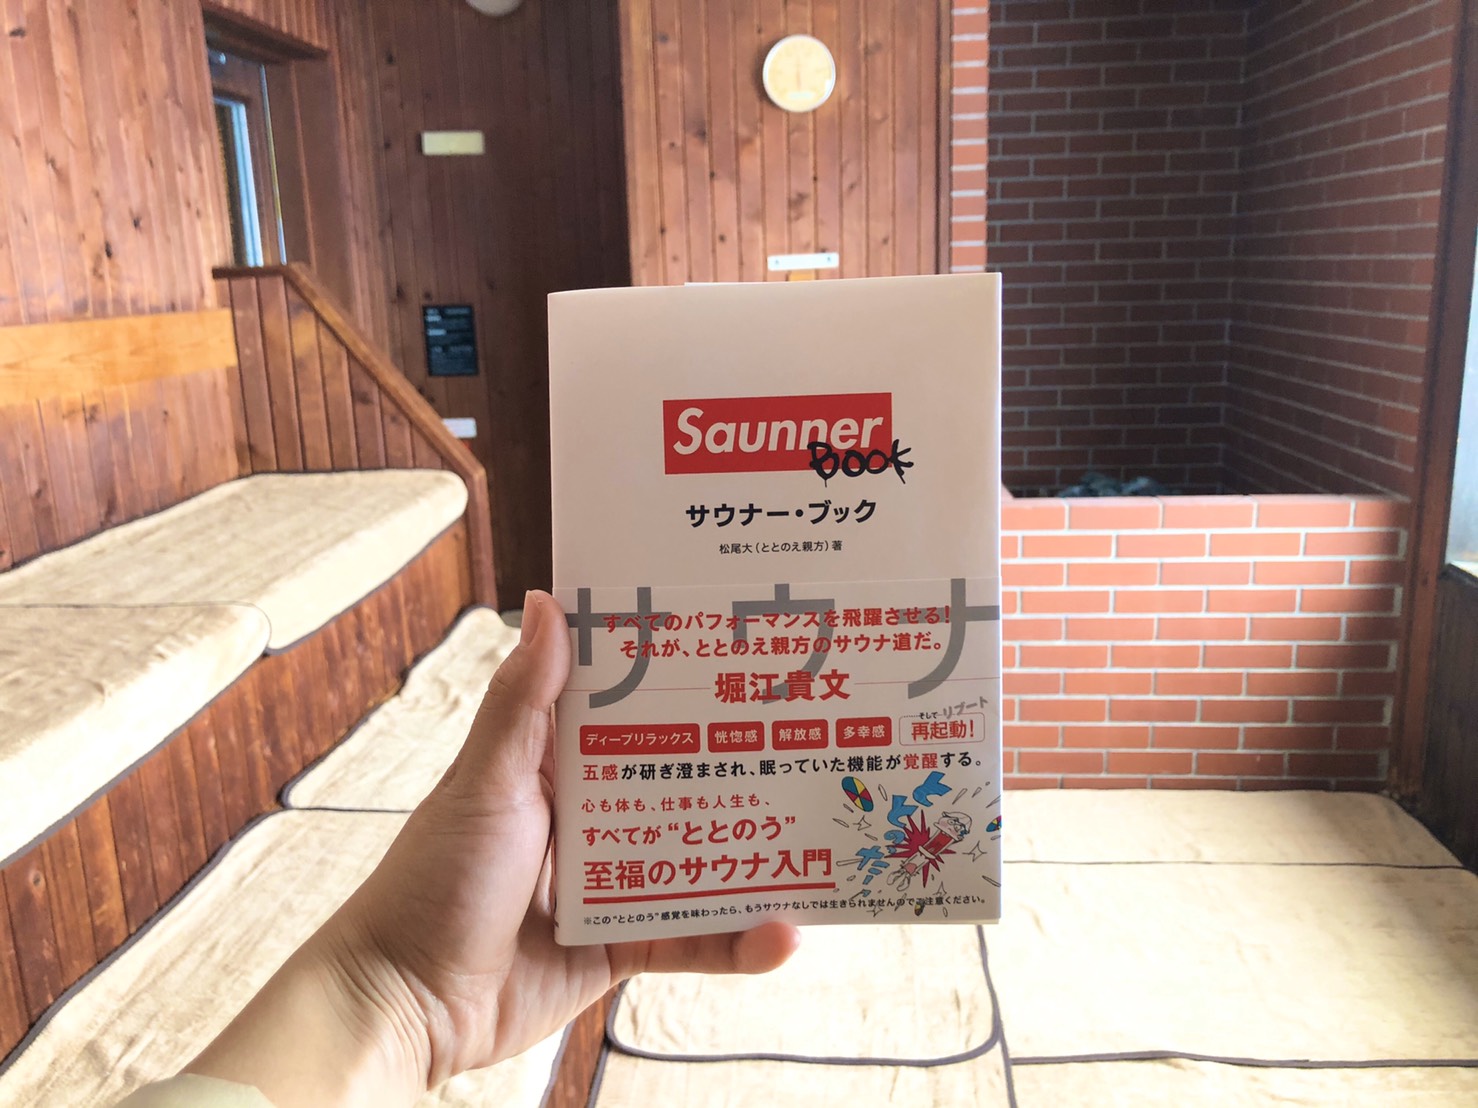 Saunner
Book
サウナー・ブック
松尾大（ととのえ親方）著
サウナ
すべてのパフォーマンスを飛躍させる！
それが、ととのえ親方のサウナ道だ。
堀江貴文
ディープリラックス 恍惚感 解放感 多幸感 そして 再起動！ リブート
五感が研ぎ澄まされ、眠っていた機能が覚醒する。
心も体も、仕事も人生も、
すべてが“ととのう”
至福のサウナ入門
ととのった！
※この“ととのう”感覚を味わったら、もうサウナなしでは生きられませんのでご注意ください。